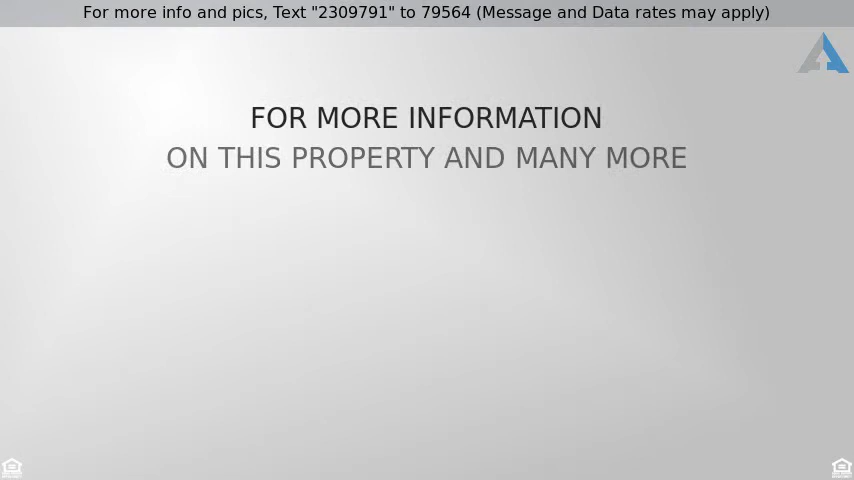 For more info and pics, Text "2309791" to 79564 (Message and Data rates may apply)
FOR MORE INFORMATION
ON THIS PROPERTY AND MANY MORE